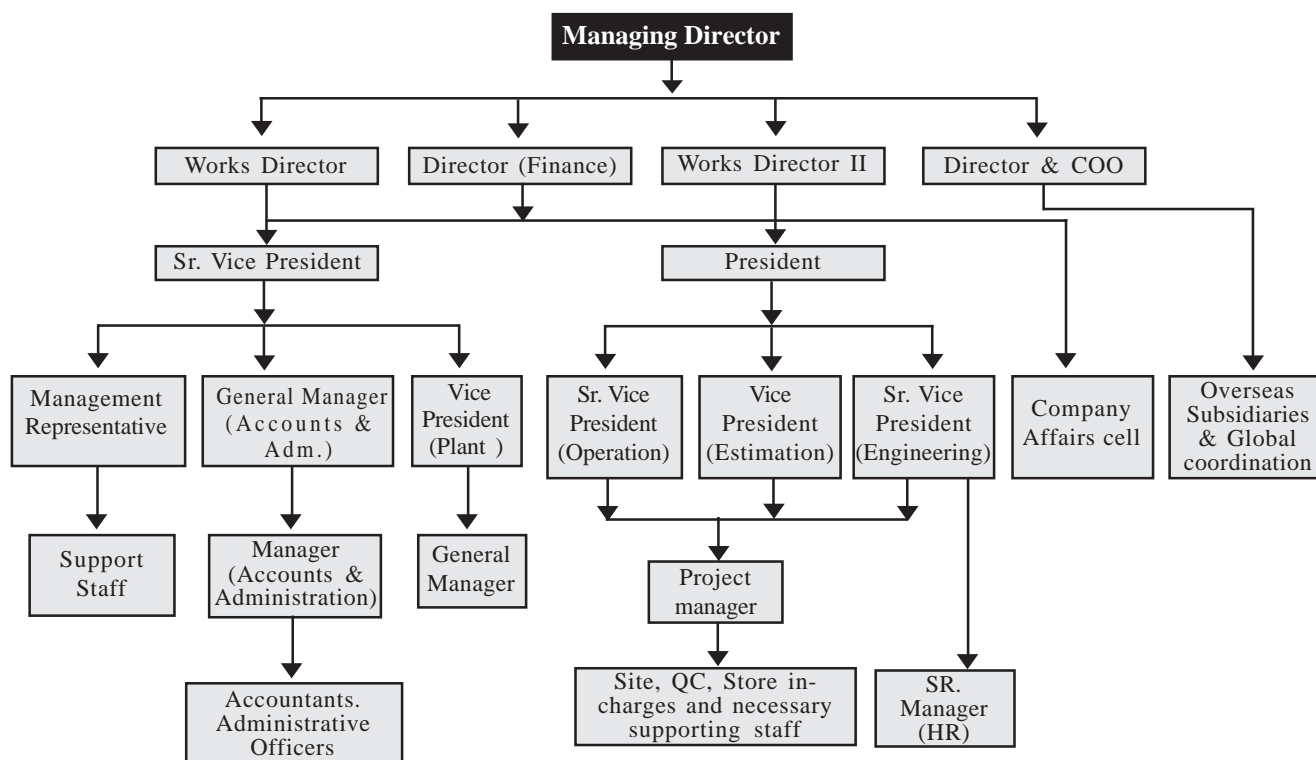 Managing Director
Works Director
Director (Finance)
Works Director II
Director & COO
Sr. Vice President
President
Management
Representative
General Manager
(Accounts &
Adm.)
Vice
President
(Plant )
Sr. Vice
President
(Operation)
Vice
President
(Estimation)
Sr. Vice
President
(Engineering)
Company
Affairs cell
Overseas
Subsidiaries
& Global
coordination
Support
Staff
Manager
(Accounts &
Administration)
General
Manager
Project
manager
Accountants.
Administrative
Officers
Site, QC, Store in-
charges and necessary
supporting staff
SR.
Manager
(HR)